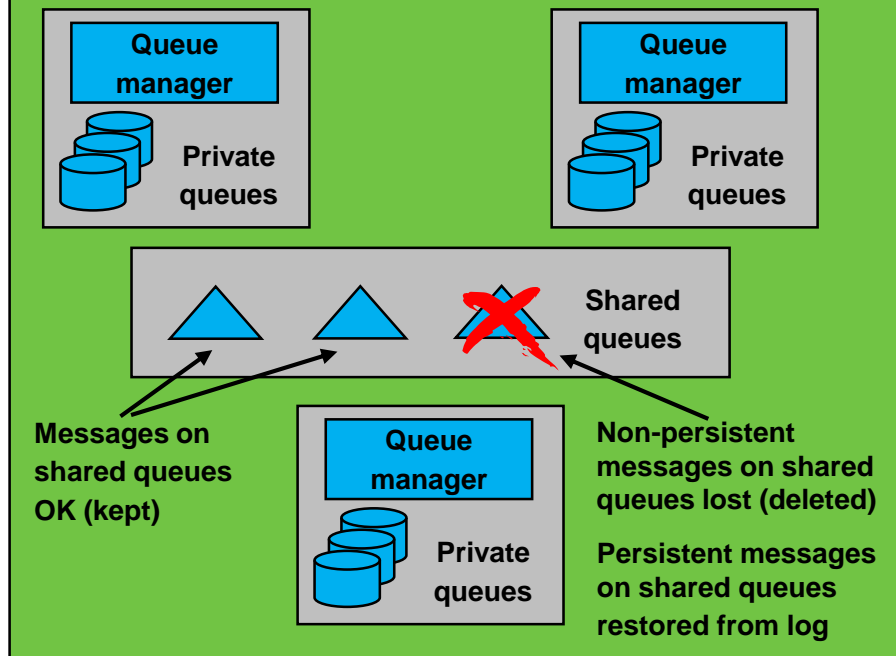 Queue
manager
Private
queues
Queue
manager
Private
queues
Shared
queues
Messages on
shared queues
OK (kept)
Queue
manager
Private
queues
Non-persistent
messages on shared
queues lost (deleted)
Persistent messages
on shared queues
restored from log